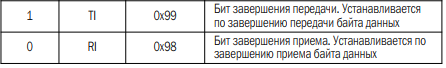 1 TI 0x99 Бит завершения передачи. Устанавливается
по завершению передачи байта данных
0 RI 0x98 Бит завершения приема. Устанавливается по
завершению приема байта данных